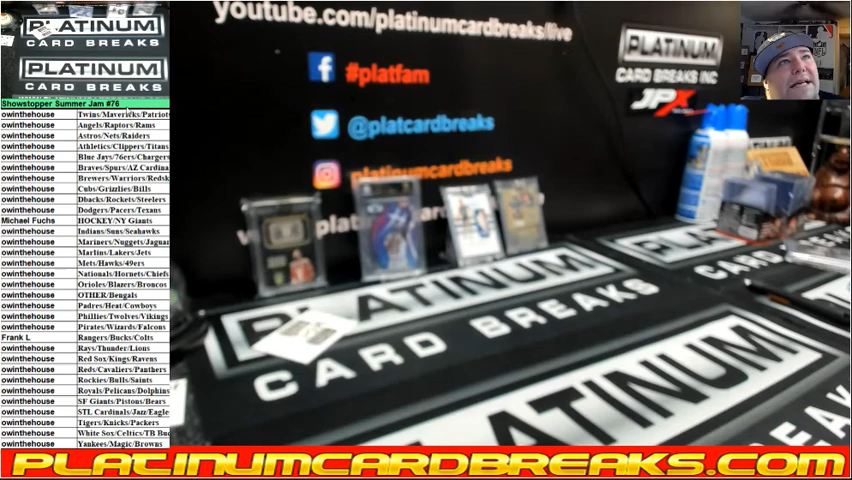 PLATINUM
CARD BREAKS
PLATINUM
CARD BREAKS
Showstopper Summer Jam #76
owinthehouse Twins/Mavericks/Patriot
owinthehouse Angels/Raptors/Rams
owinthehouse Astros/Nets/Raiders
owinthehouse Athletics/Clippers/Titans
owinthehouse Blue Jays/76ers/Chargers
owinthehouse Braves/Spurs/AZ Cardina
owinthehouse Brewers/Warriors/Redsk
owinthehouse Cubs/Grizzlies/Bills
owinthehouse Dbacks/Rockets/Steelers
owinthehouse Dodgers/Pacers/Texans
Michael Fuchs HOCKEY/NY Giants
owinthehouse Indians/Suns/Seahawks
owinthehouse Mariners/Nuggets/Jaguar
owinthehouse Marlins/Lakers/Jets
owinthehouse Mets/Hawks/49ers
owinthehouse Nationals/Hornets/Chiefs
owinthehouse Orioles/Blazers/Broncos
owinthehouse OTHER/Bengals
owinthehouse Padres/Heat/Cowboys
owinthehouse Phillies/Twolves/Vikings
owinthehouse Pirates/Wizards/Falcons
Frank L Rangers/Bucks/Colts
owinthehouse Rays/Thunder/Lions
owinthehouse Red Sox/Kings/Ravens
owinthehouse Reds/Cavaliers/Panthers
owinthehouse Rockies/Bulls/Saints
owinthehouse Royals/Pelicans/Dolphins
owinthehouse SF Giants/Pistons/Bears
owinthehouse STL Cardinals/Jazz/Eagle
owinthehouse Tigers/Knicks/Packers
owinthehouse White Sox/Celtics/TB Bu
owinthehouse Yankees/Magic/Browns
youtube.com/platinumcardbreaks/live
#platfam
@platcardbreaks
platinumcardbreaks
PLATINUM
CARD BREAKS INC
JPX
PLATINUM
CARD BREAKS
PLATINUM
PLA
CARD
BREA
PLATINUMCARDBREAKS.COM